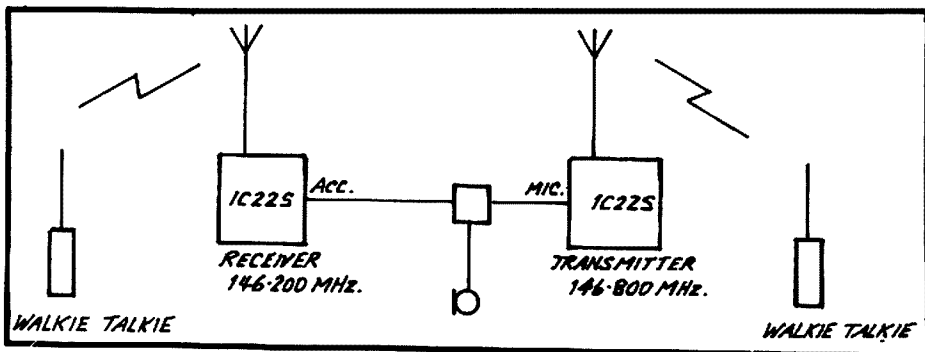 IC22S
ACC.
MIC.
IC22S
RECEIVER
146·200 MHz.
TRANSMITTER
146·800 MHz.
WALKIE TALKIE
WALKIE TALKIE